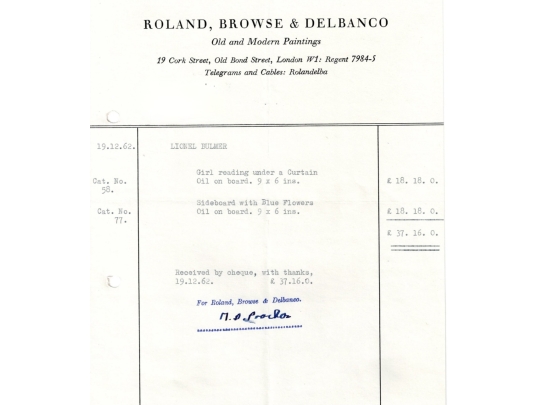 ROLAND, BROWSE & DELBANCO
Old and Modern Paintings
19 Cork Street, Old Bond Street, London W1: Regent 7984-5
Telegrams and Cables: Rolandelba
19.12.62. LIONEL BULMER
Girl reading under a Curtain
Cat. No. Oil on board. 9 x 6 ins. £ 18. 18. 0.
58.
Sideboard with Blue Flowers
Cat. No. Oil on board. 9 x 6 ins. £ 18. 18. 0.
77.
£ 37. 16. 0.
Received by cheque, with thanks,
19.12.62. £ 37.16.0.
For Roland, Browse & Delbanco.